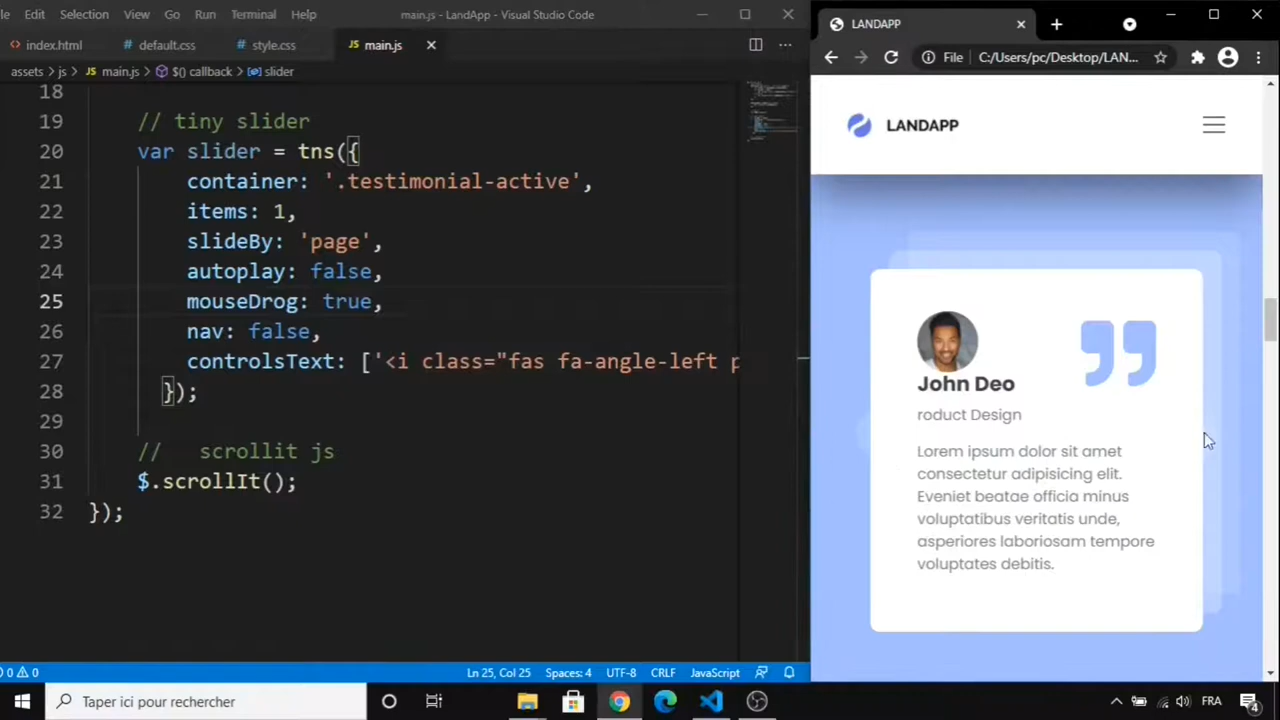 Edit Selection View Go Run Terminal Help main.js - LandApp - Visual Studio Code
index.html # default.css # style.css JS main.js
assets > js > JS main.js > $() callback > slider
18
19 // tiny slider
20 var slider = tns({
21 container: '.testimonial-active',
22 items: 1,
23 slideBy: 'page',
24 autoplay: false,
25 mouseDrog: true,
26 nav: false,
27 controlsText: ['<i class="fas fa-angle-left p
28 });
29
30 // scrollit js
31 $.scrollIt();
32 });
0 0 Ln 25, Col 25 Spaces: 4 UTF-8 CRLF JavaScript
LANDAPP
File C:/Users/pc/Desktop/LAN...
LANDAPP
John Deo
roduct Design
Lorem ipsum dolor sit amet
consectetur adipisicing elit.
Eveniet beatae officia minus
voluptatibus veritatis unde,
asperiores laboriosam tempore
voluptates debitis.
Taper ici pour rechercher
FRA
4